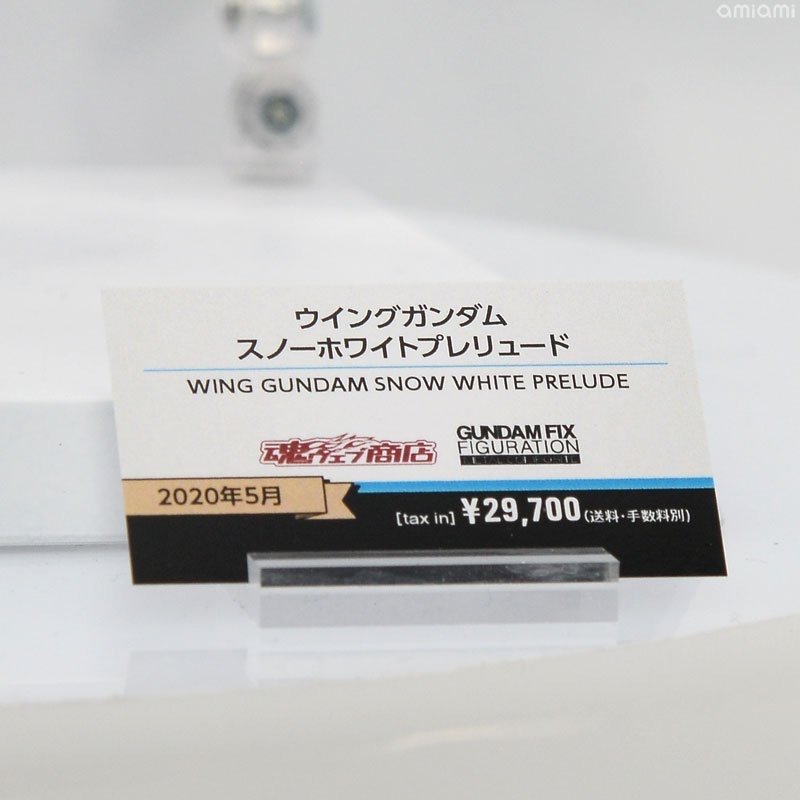 amiami
ウイングガンダム
スノーホワイトプレリュード
WING GUNDAM SNOW WHITE PRELUDE
魂ウェブ商店
GUNDAM FIX
FIGURATION
2020年5月
[tax in] ¥29,700 (送料・手数料別)